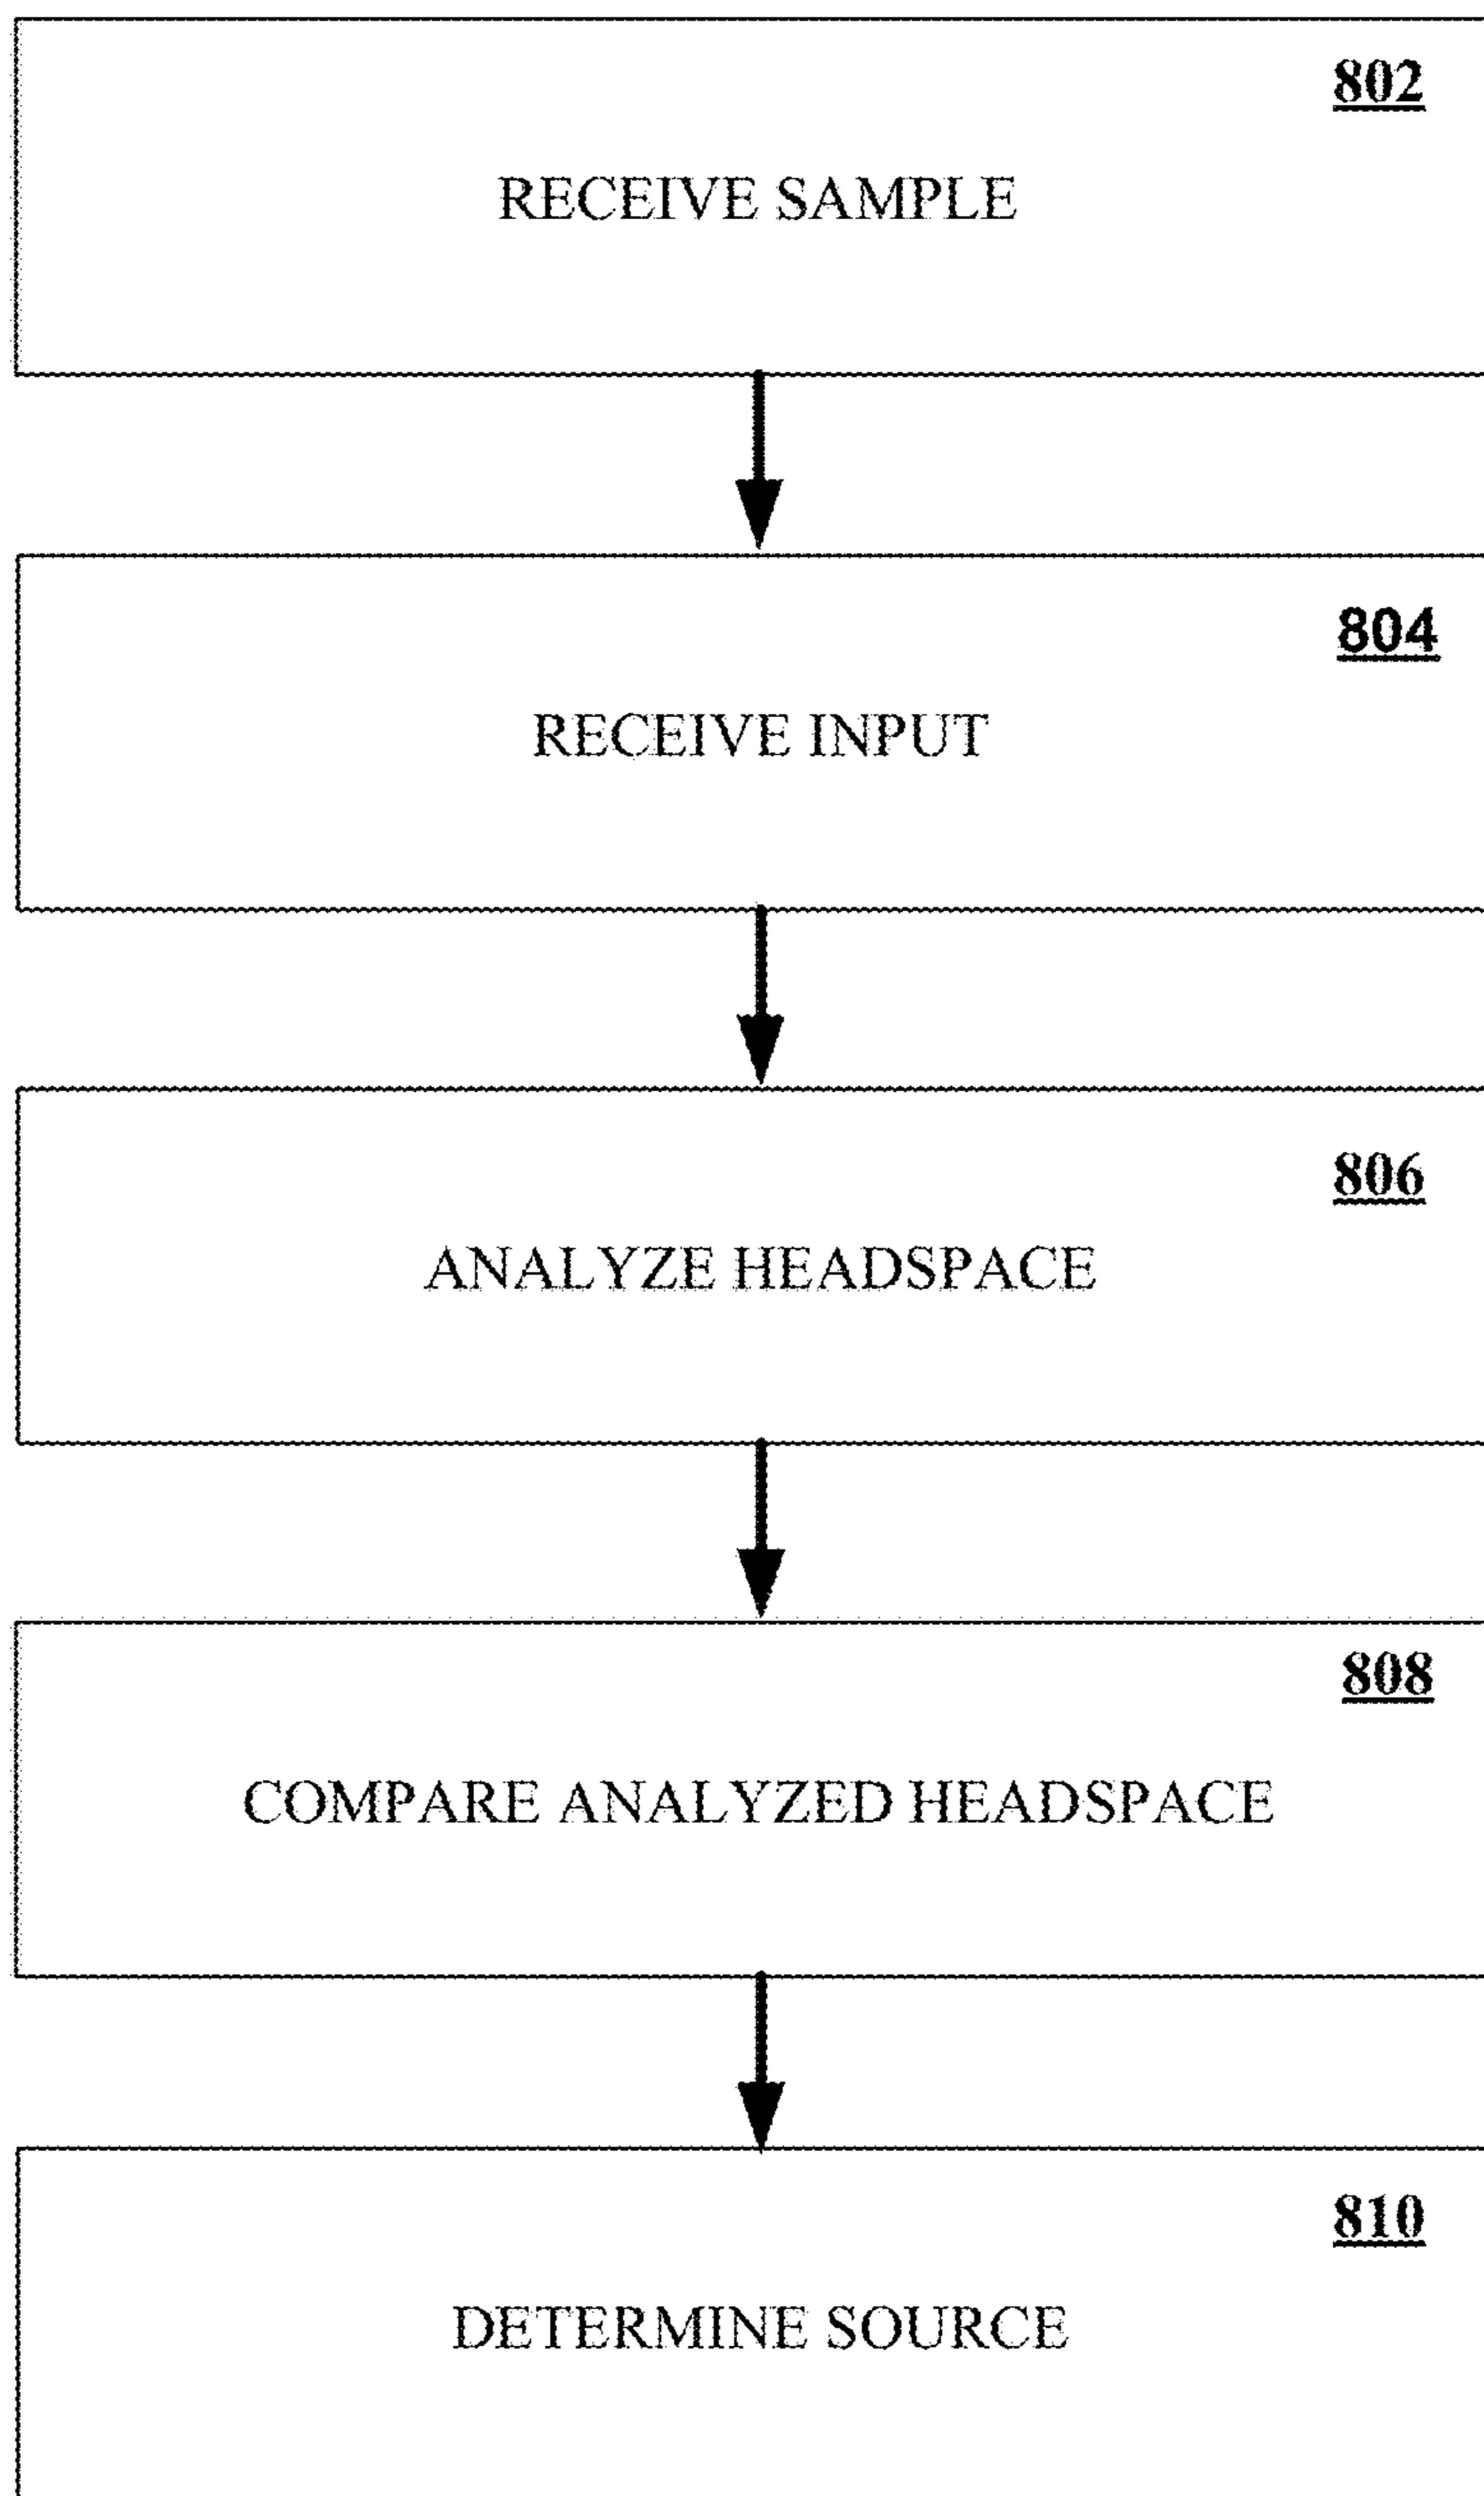 802
RECEIVE SAMPLE
804
RECEIVE INPUT
806
ANALYZE HEADSPACE
808
COMPARE ANALYZED HEADSPACE
810
DETERMINE SOURCE